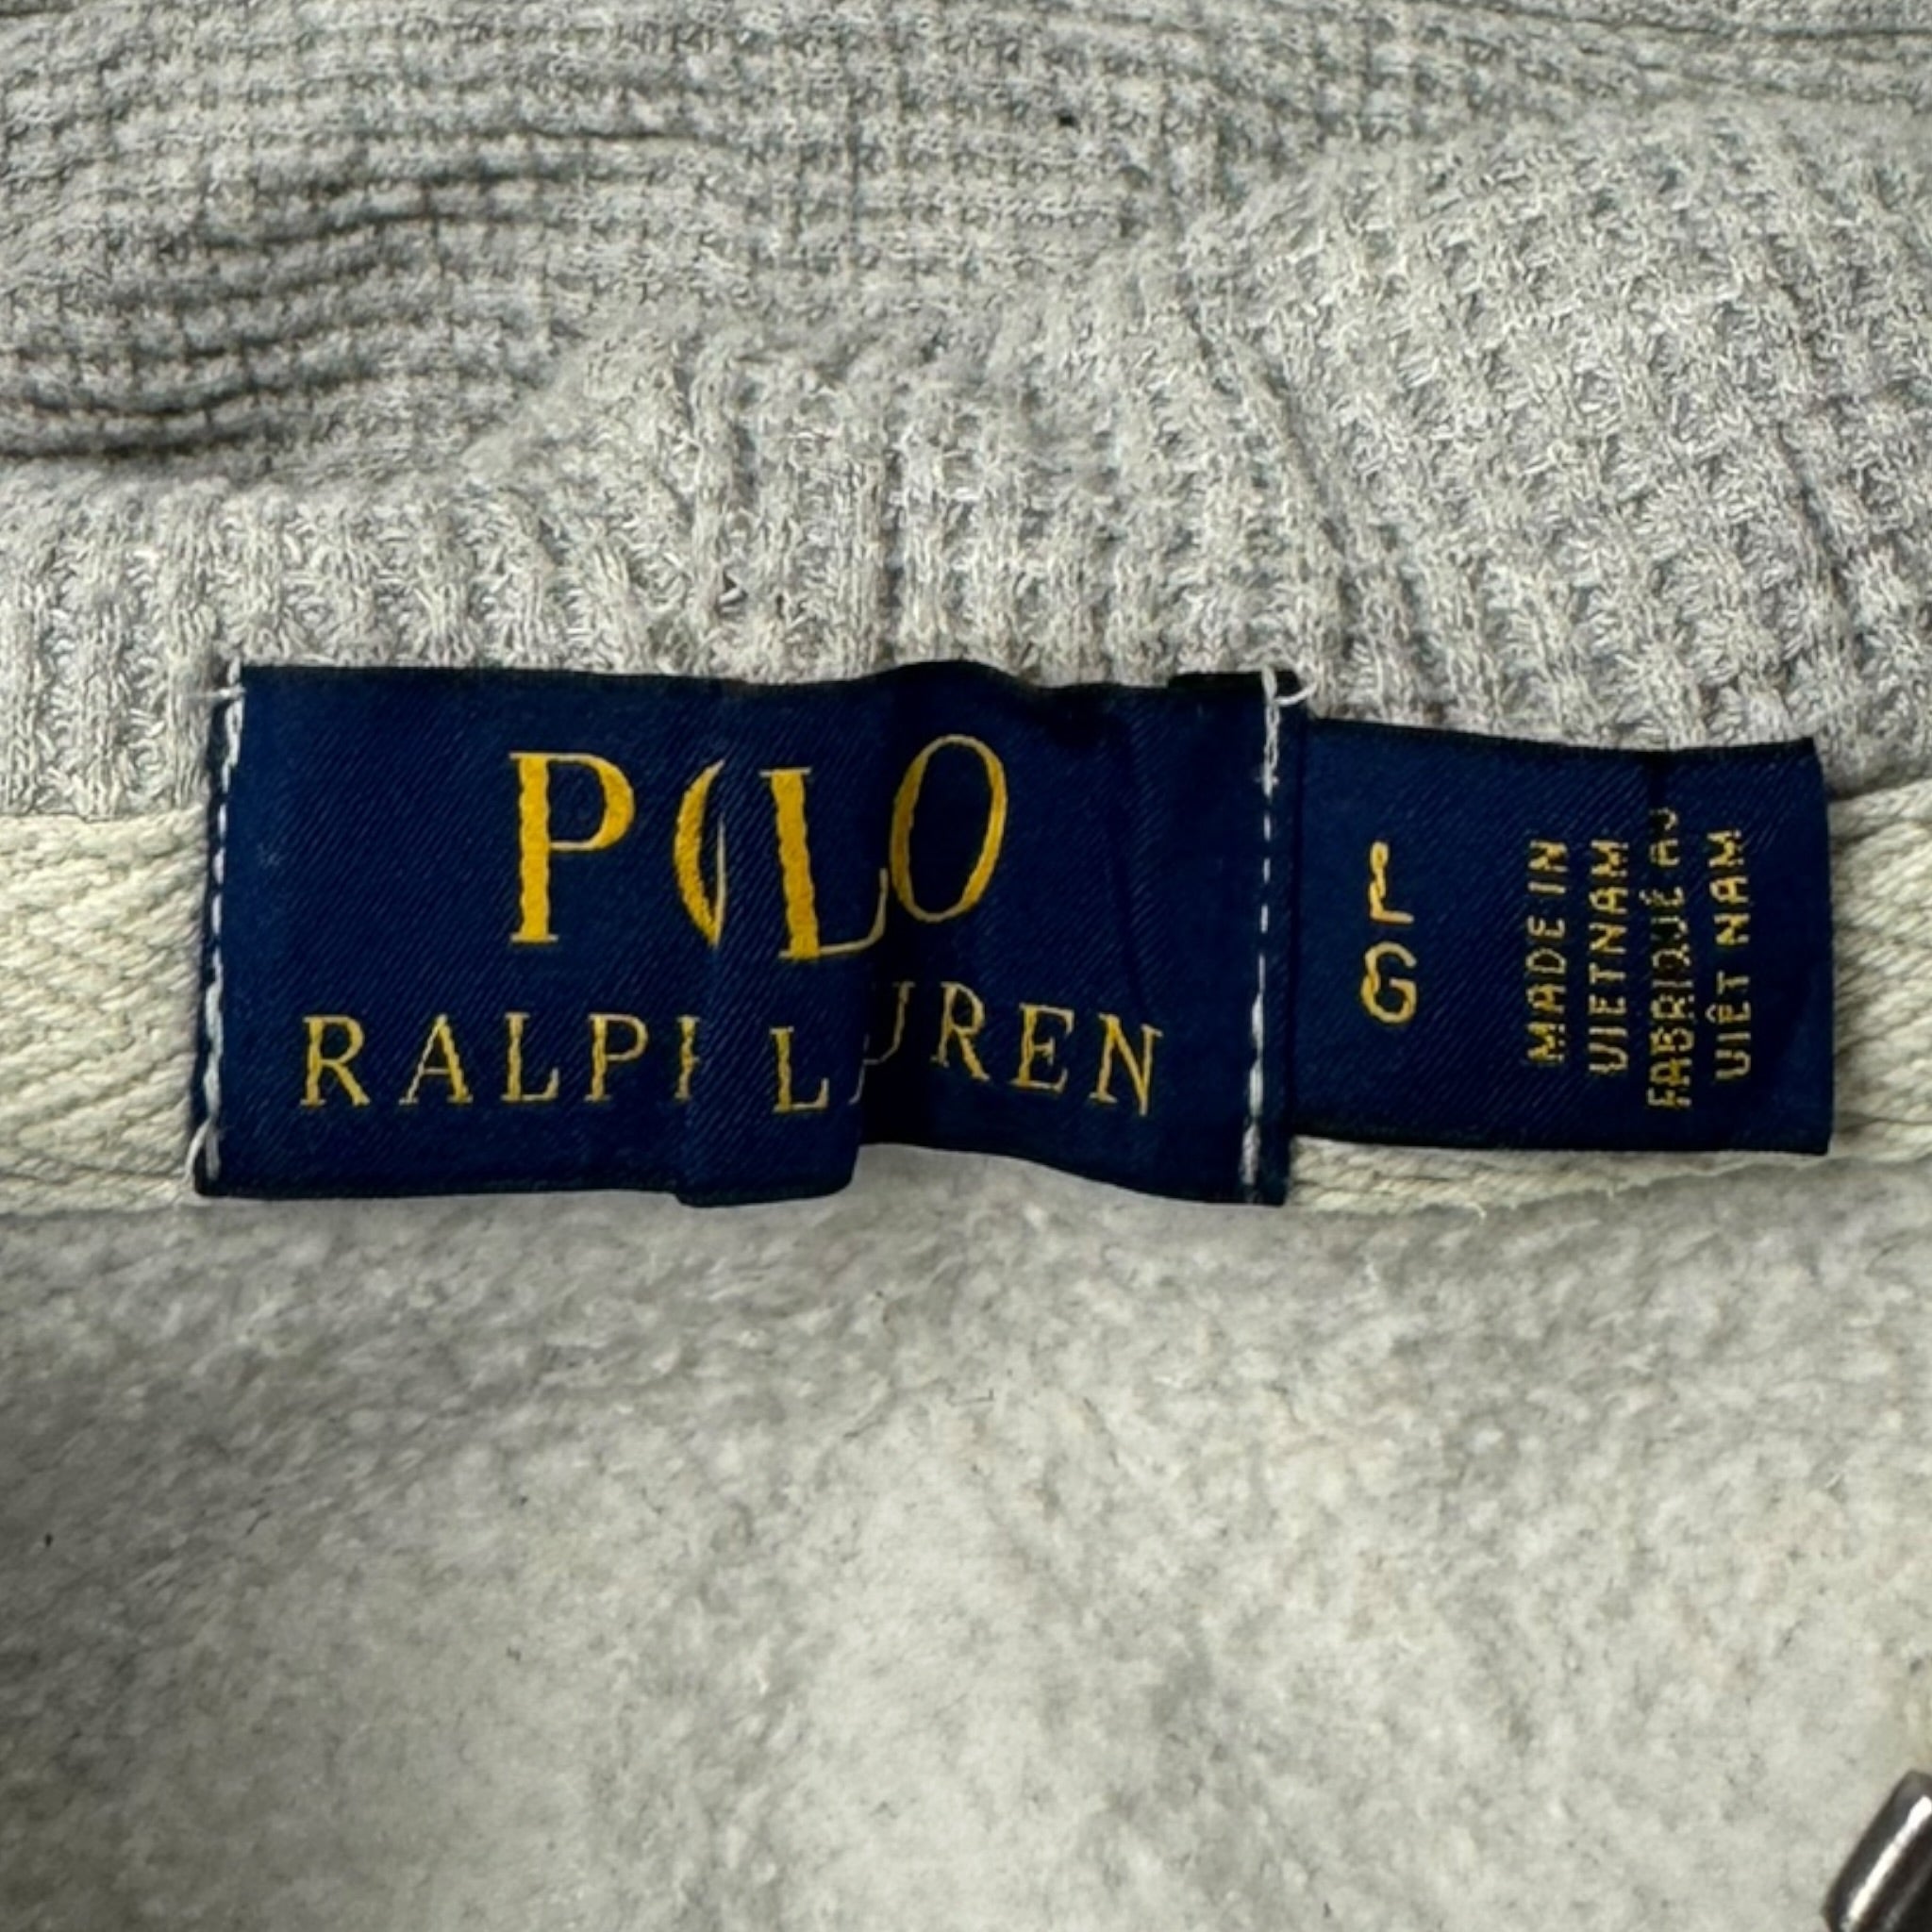 POLO
RALPH LAUREN
L
G
MADE IN
VIETNAM
FABRIQUÉ AU
VIÊT NAM